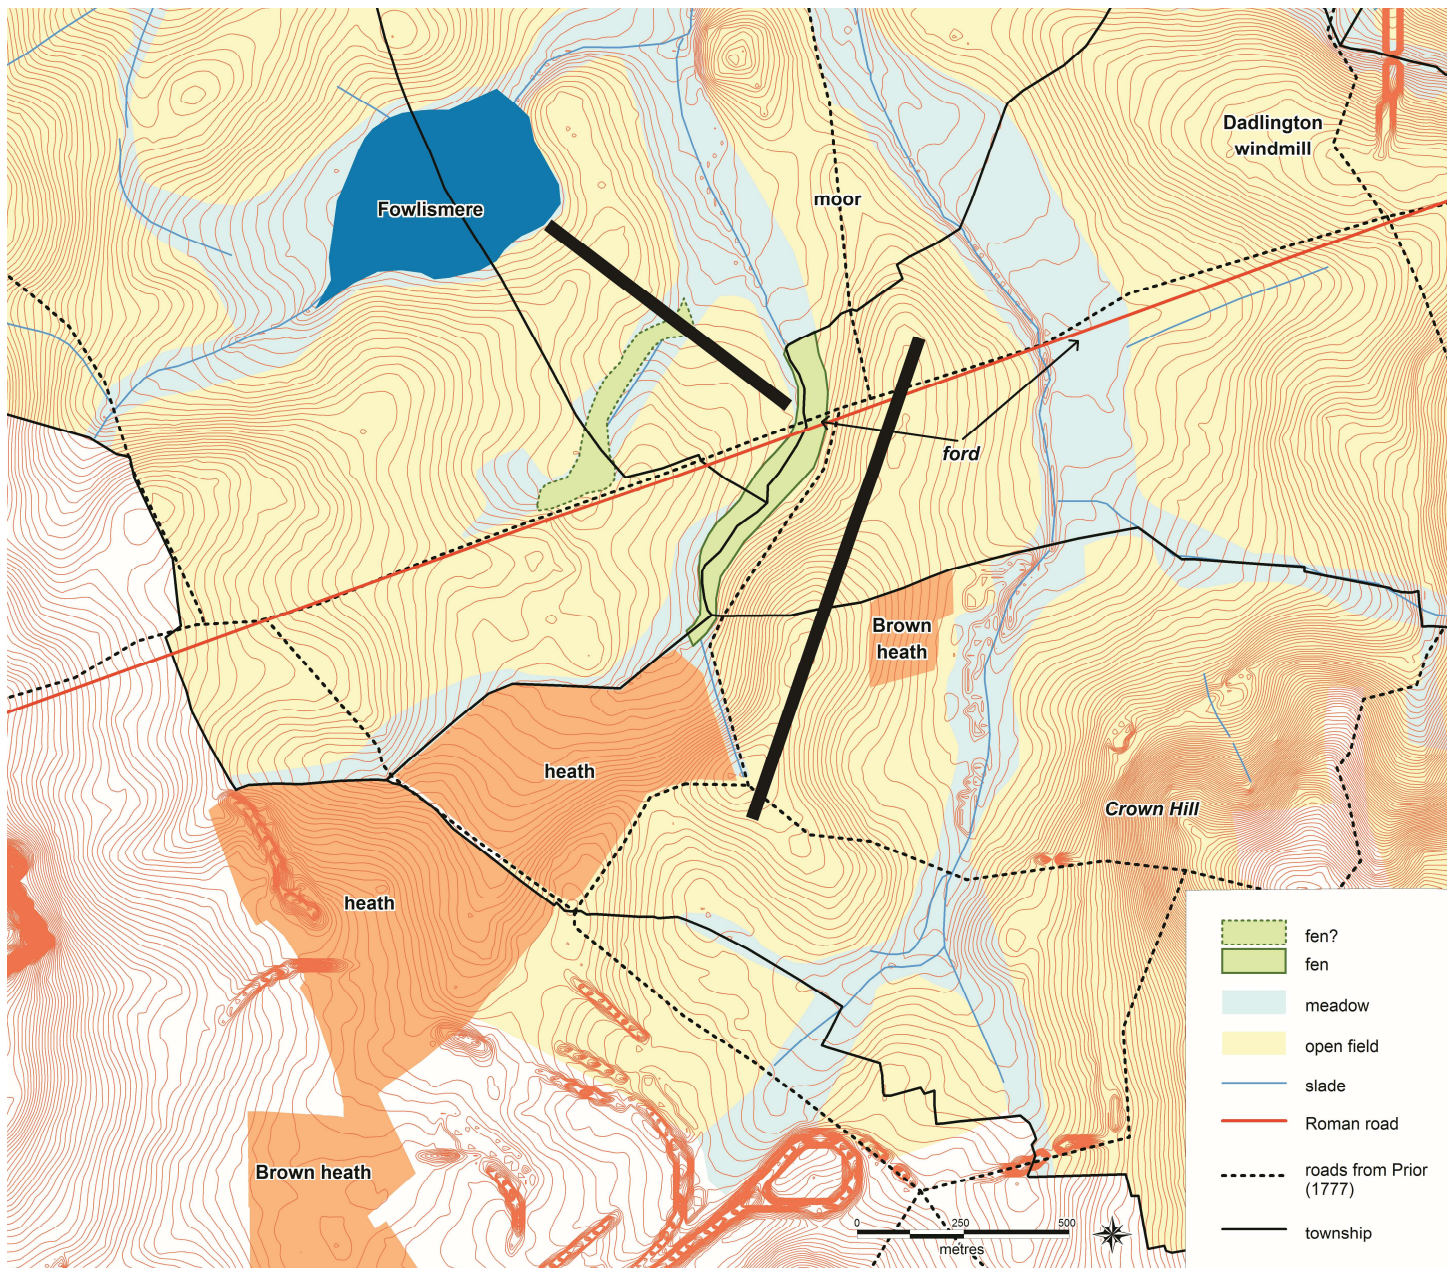 Dadlington
windmill
Fowlismere
moor
ford
Brown
heath
heath
Crown Hill
heath
Brown heath
fen?
fen
meadow
open field
slade
Roman road
roads from Prior
(1777)
township
0 250 500
metres